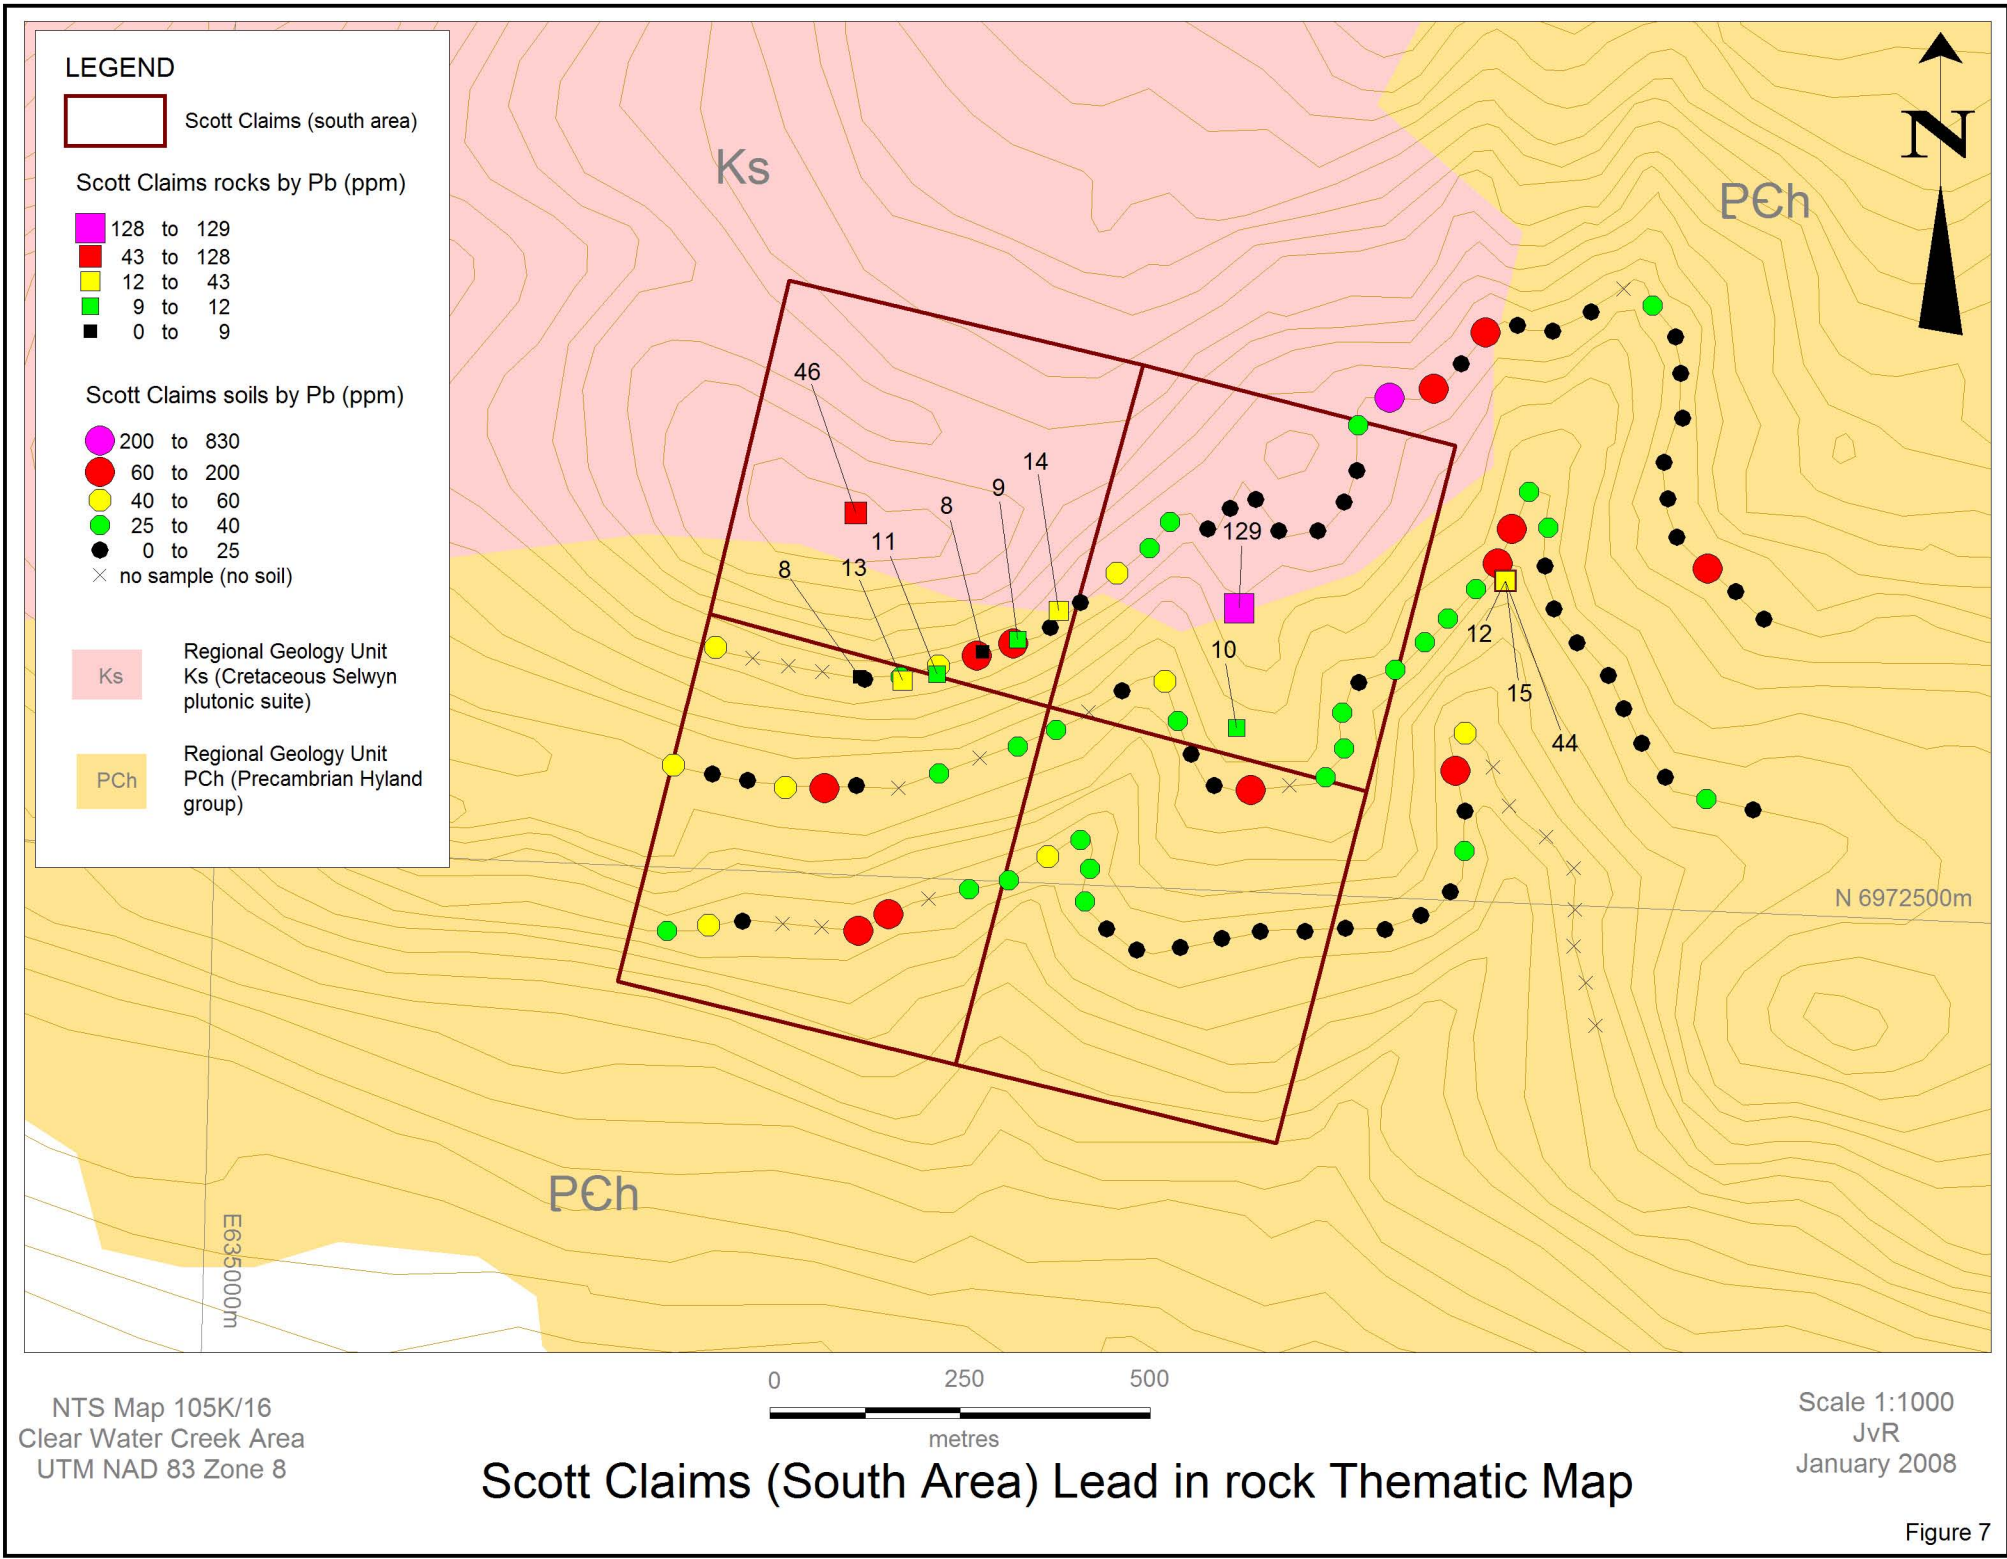 LEGEND
Scott Claims (south area)
Scott Claims rocks by Pb (ppm)
128 to 129
43 to 128
12 to 43
9 to 12
0 to 9
Scott Claims soils by Pb (ppm)
200 to 830
60 to 200
40 to 60
25 to 40
0 to 25
no sample (no soil)
Ks
Regional Geology Unit
Ks (Cretaceous Selwyn
plutonic suite)
PCh
Regional Geology Unit
PCh (Precambrian Hyland
group)
Ks
PЄh
N
46
14
9
8
11
13
8
129
10
12
15
44
N 6972500m
PЄh
E635000m
0 250 500
metres
NTS Map 105K/16
Clear Water Creek Area
UTM NAD 83 Zone 8
Scott Claims (South Area) Lead in rock Thematic Map
Scale 1:1000
JvR
January 2008
Figure 7